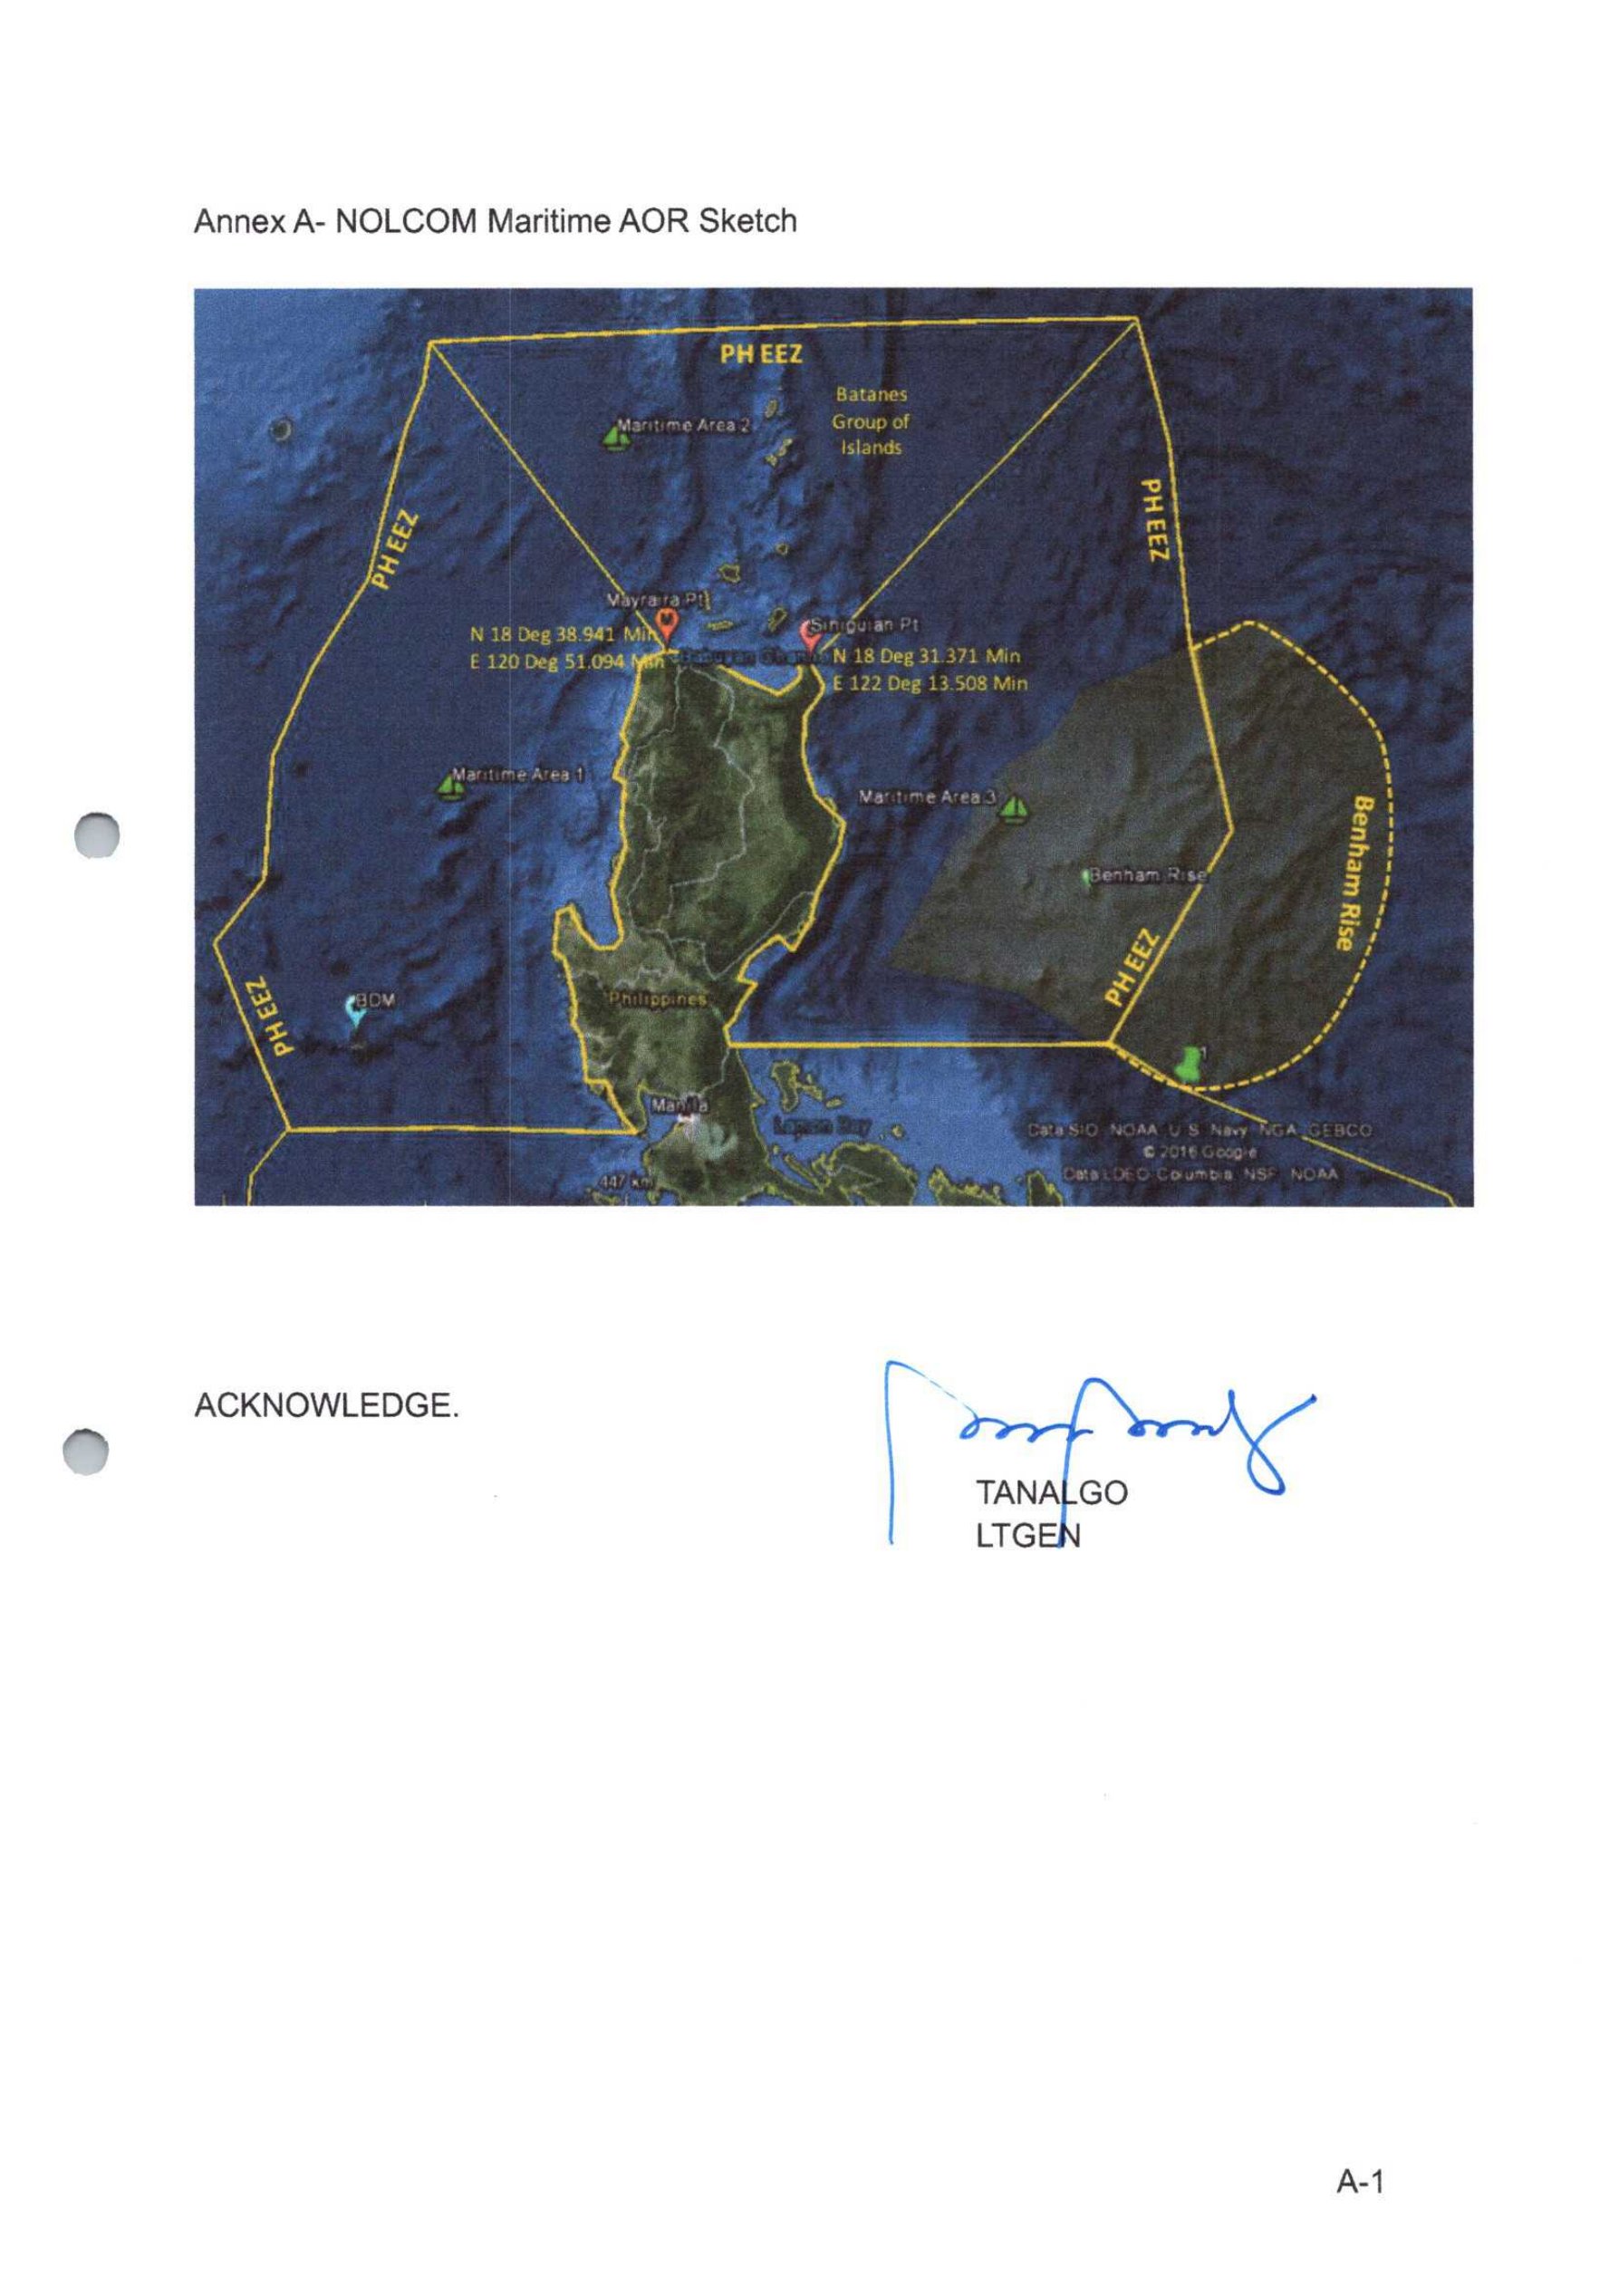 Annex A- NOLCOM Maritime AOR Sketch
PH EEZ
Batanes
Group of
Islands
Maritime Area 2
PH EEZ
PH EEZ
Mayraira Pt
Siniguian Pt
N 18 Deg 38.941 Min
E 120 Deg 51.094 Min
N 18 Deg 31.371 Min
E 122 Deg 13.508 Min
Maritime Area 1
Maritime Area 3
Benham Rise
Benham Rise
PH EEZ
PH EEZ
BDM
Philippines
1
Manila
Lamon Bay
Data SIO, NOAA, U.S. Navy, NGA, GEBCO
© 2016 Google
Data LDEO-Columbia, NSF, NOAA
447 km
ACKNOWLEDGE.
TANALGO
LTGEN
A-1